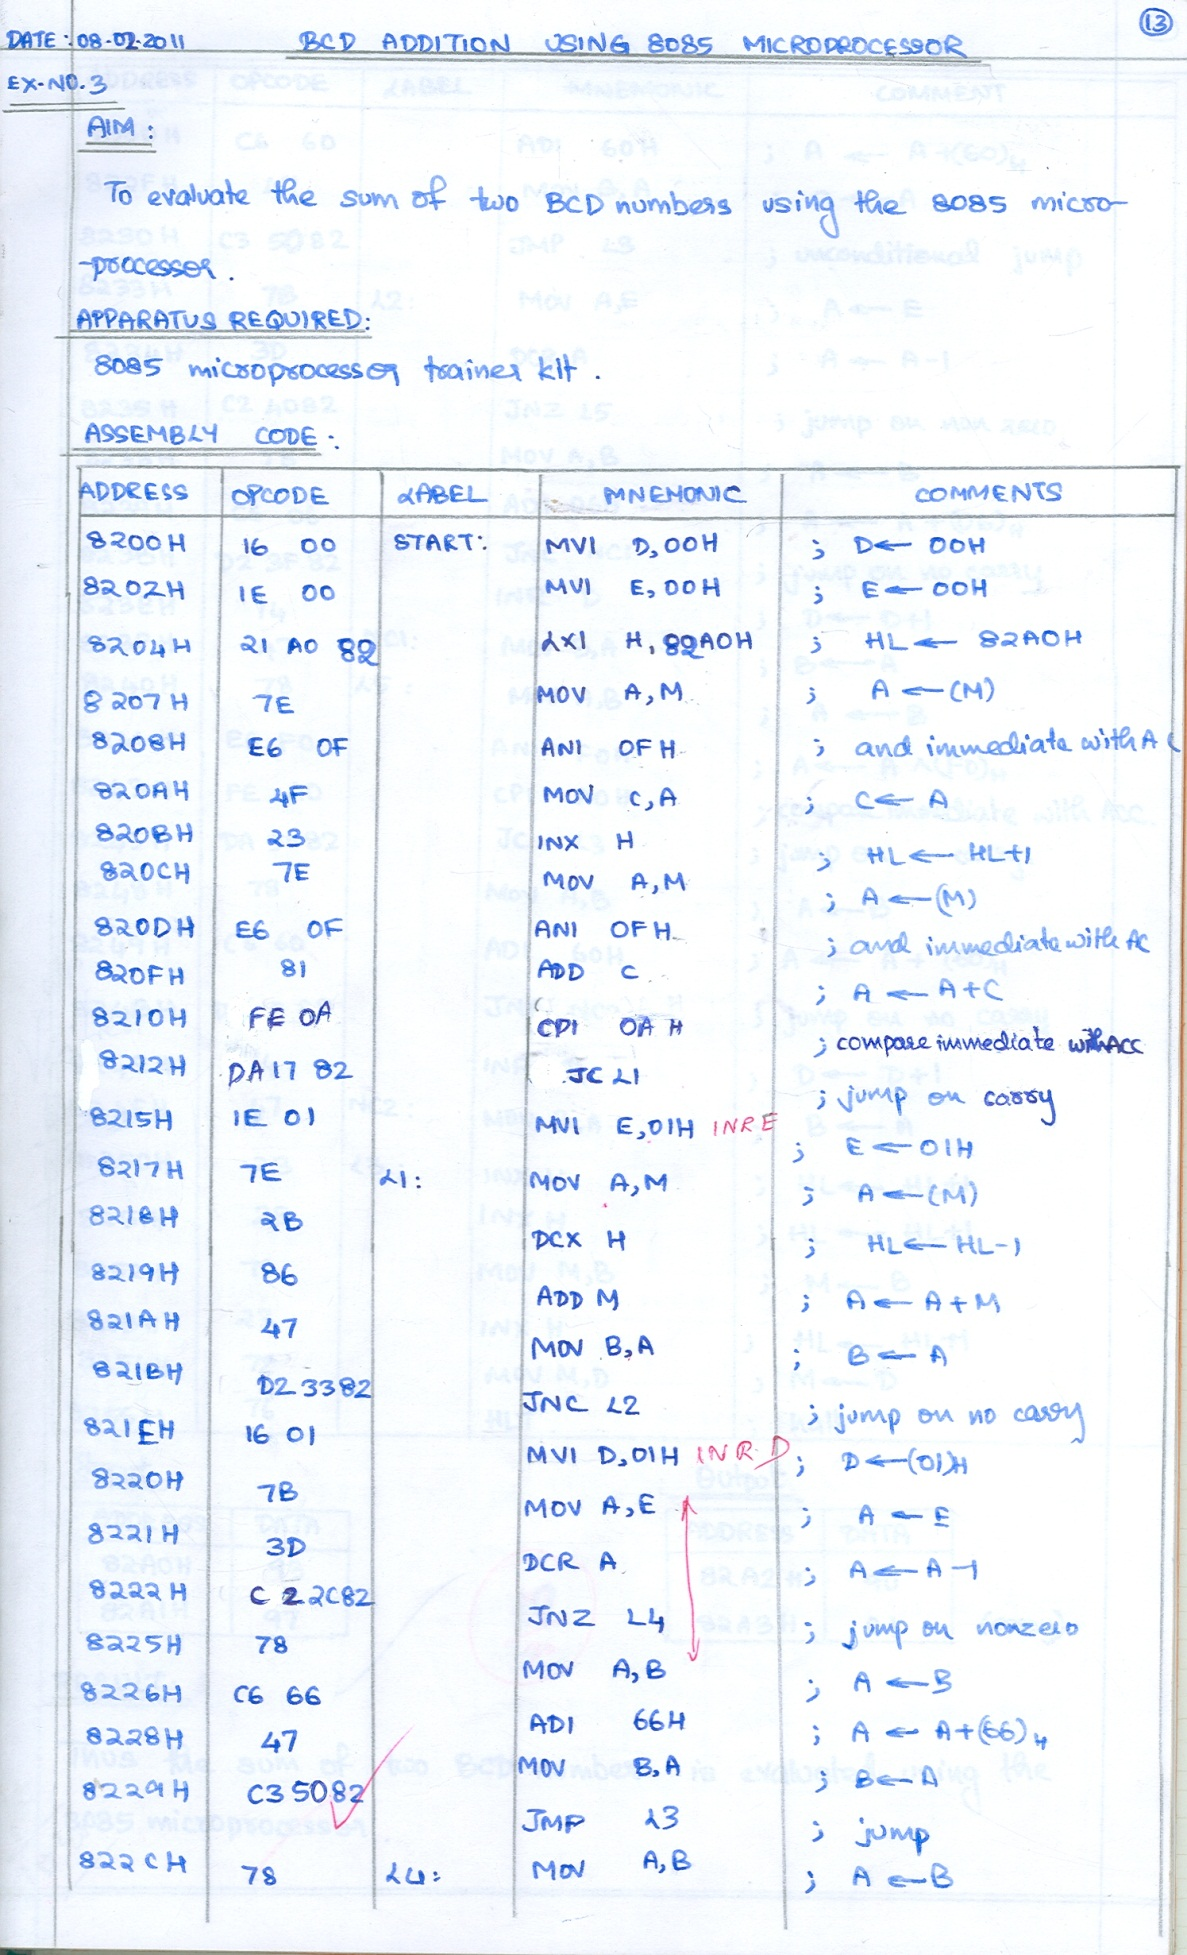 13
DATE: 08-02-2011 BCD ADDITION USING 8085 MICROPROCESSOR
EX-NO.3
AIM:
To evaluate the sum of two BCD numbers using the 8085 micro-
-processor.
APPARATUS REQUIRED:
8085 microprocessor trainer kit.
ASSEMBLY CODE:
ADDRESS OPCODE LABEL MNEMONIC COMMENTS
8200H 16 00 START: MVI D,00H ; D← 00H
8202H 1E 00 MVI E,00H ; E← 00H
8204H 21 A0 82 LXI H,82A0H ; HL ← 82A0H
8207H 7E MOV A,M ; A ←(M)
8208H E6 0F ANI 0FH ; and immediate with A
820AH 4F MOV C,A ; C← A
820BH 23 INX H ; HL ← HL+1
820CH 7E MOV A,M ; A ←(M)
820DH E6 0F ANI 0FH ; and immediate with AC
820FH 81 ADD C ; A ← A+C
8210H FE 0A CPI 0A H ; compare immediate with ACC
8212H DA 17 82 JC L1 ; jump on carry
8215H 1E 01 MVI E,01H INR E ; E ← 01H
8217H 7E L1: MOV A,M ; A ←(M)
8218H 2B DCX H ; HL← HL-1
8219H 86 ADD M ; A ← A+M
821AH 47 MOV B,A ; B ← A
821BH D2 33 82 JNC L2 ; jump on no carry
821EH 16 01 MVI D,01H INR D ; D ←(01)H
8220H 7B MOV A,E ; A ← E
8221H 3D DCR A ; A ← A-1
8222H C2 2C82 JNZ L4 ; jump on nonzero
8225H 78 MOV A,B ; A ← B
8226H C6 66 ADI 66H ; A ← A+(66)H
8228H 47 MOV B,A ; B← A
8229H C3 5082 JMP L3 ; jump
822CH 78 L4: MOV A,B ; A ← B